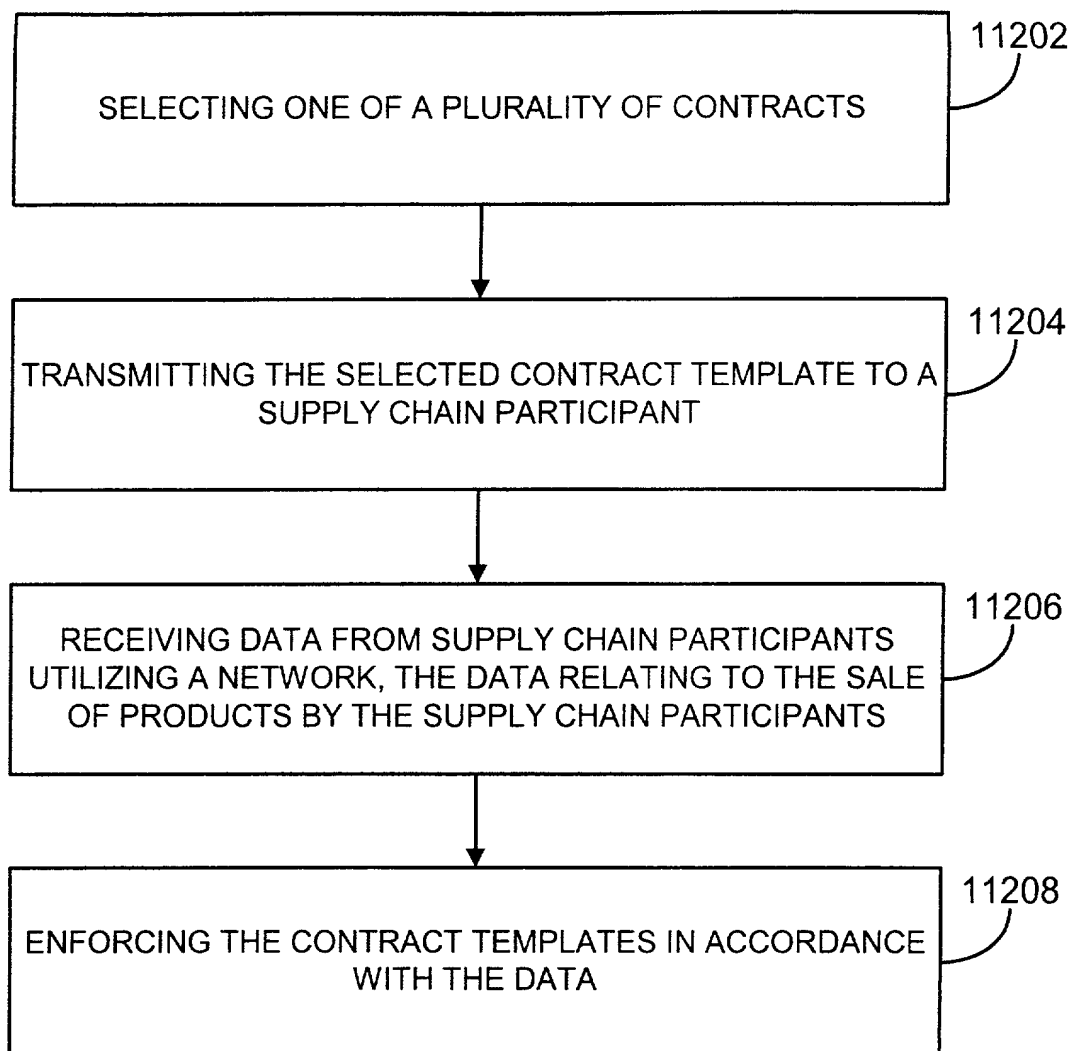 11202
SELECTING ONE OF A PLURALITY OF CONTRACTS
11204
TRANSMITTING THE SELECTED CONTRACT TEMPLATE TO A
SUPPLY CHAIN PARTICIPANT
11206
RECEIVING DATA FROM SUPPLY CHAIN PARTICIPANTS
UTILIZING A NETWORK, THE DATA RELATING TO THE SALE
OF PRODUCTS BY THE SUPPLY CHAIN PARTICIPANTS
11208
ENFORCING THE CONTRACT TEMPLATES IN ACCORDANCE
WITH THE DATA